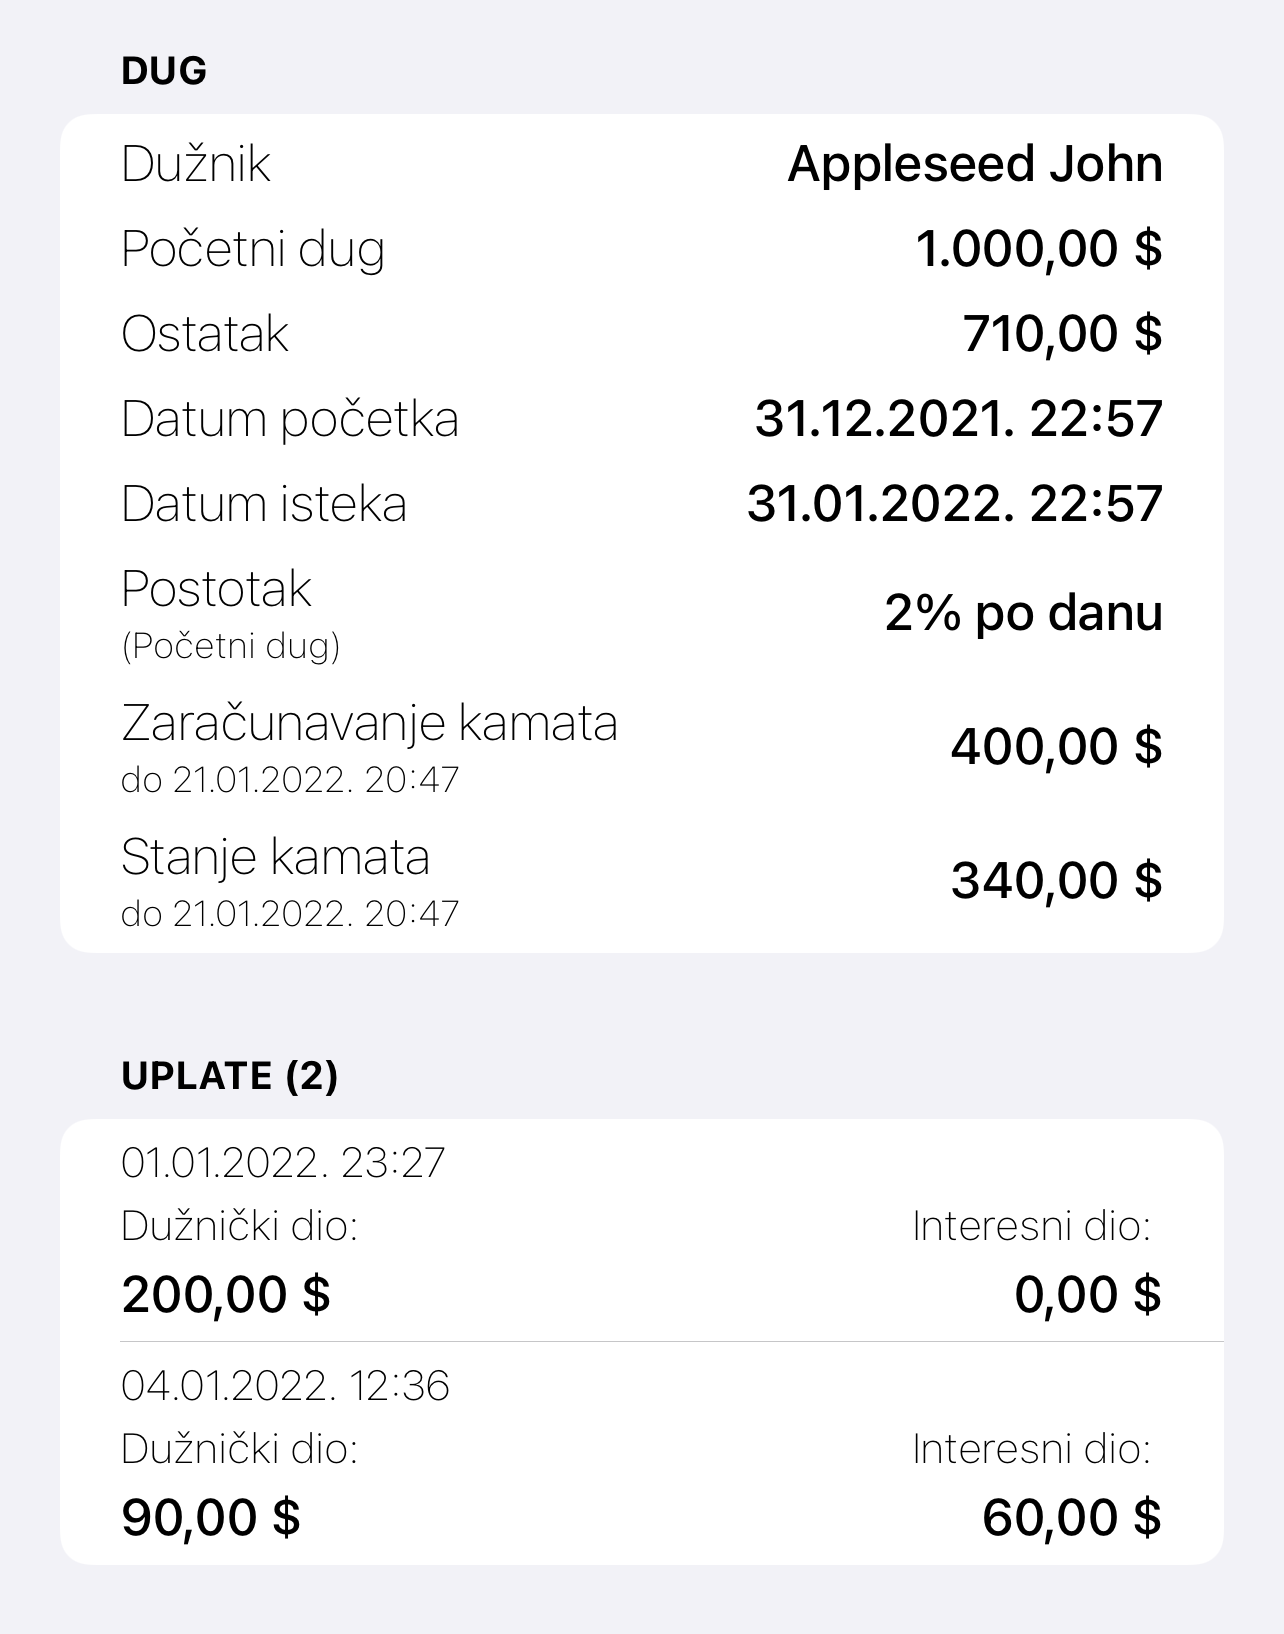 DUG
Dužnik Appleseed John
Početni dug 1.000,00 $
Ostatak 710,00 $
Datum početka 31.12.2021. 22:57
Datum isteka 31.01.2022. 22:57
Postotak
(Početni dug)
2% po danu
Zaračunavanje kamata
do 21.01.2022. 20:47
400,00 $
Stanje kamata
do 21.01.2022. 20:47
340,00 $
UPLATE (2)
01.01.2022. 23:27
Dužnički dio: Interesni dio:
200,00 $ 0,00 $
04.01.2022. 12:36
Dužnički dio: Interesni dio:
90,00 $ 60,00 $